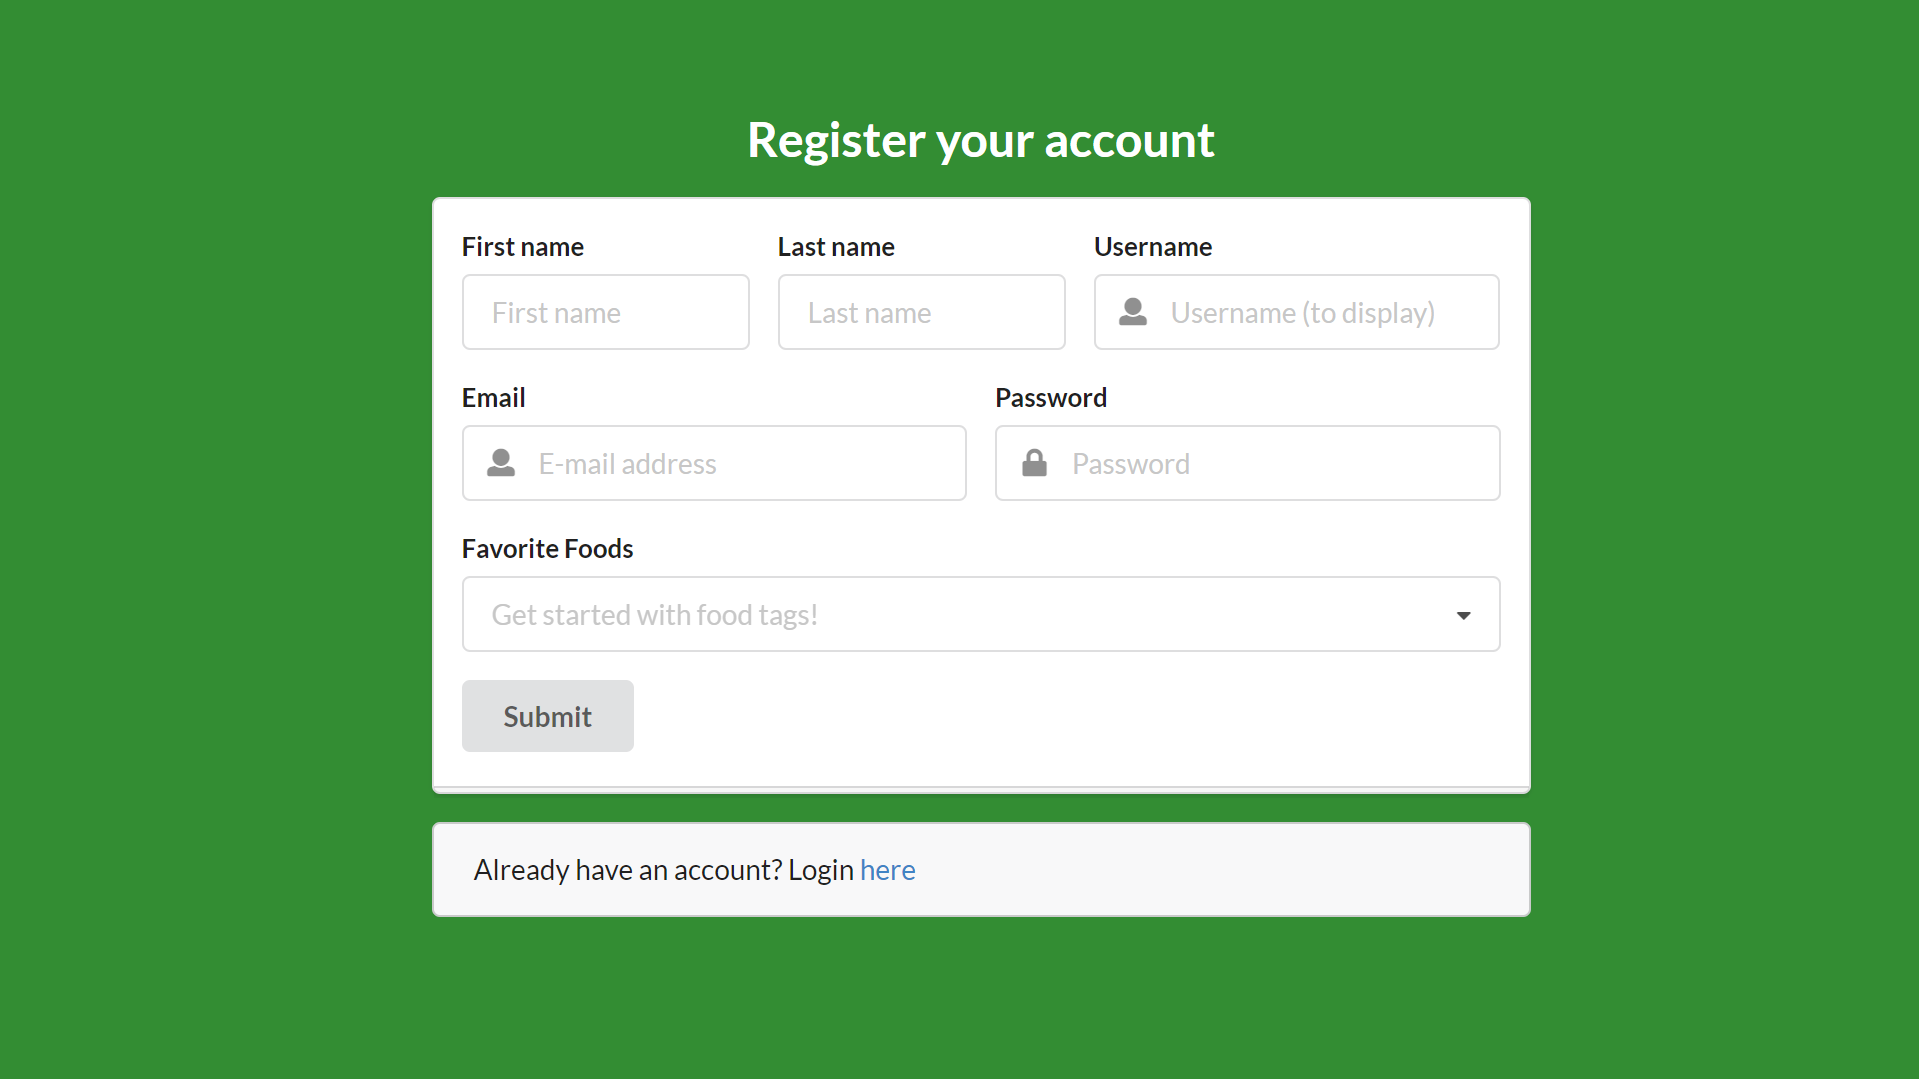 Register your account
First name Last name Username
First name Last name Username (to display)
Email Password
E-mail address Password
Favorite Foods
Get started with food tags!
Submit
Already have an account? Login here